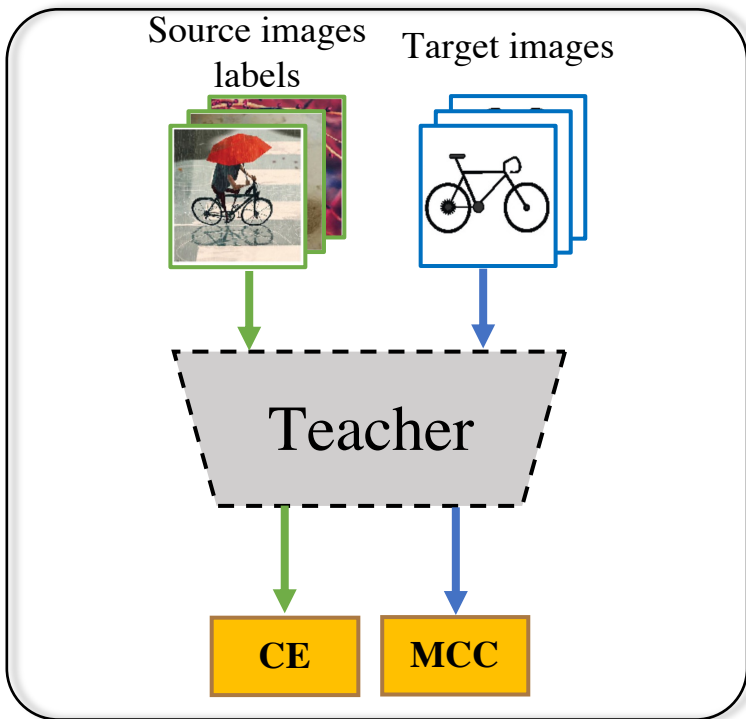 Source images
labels
Target images
Teacher
CE
MCC